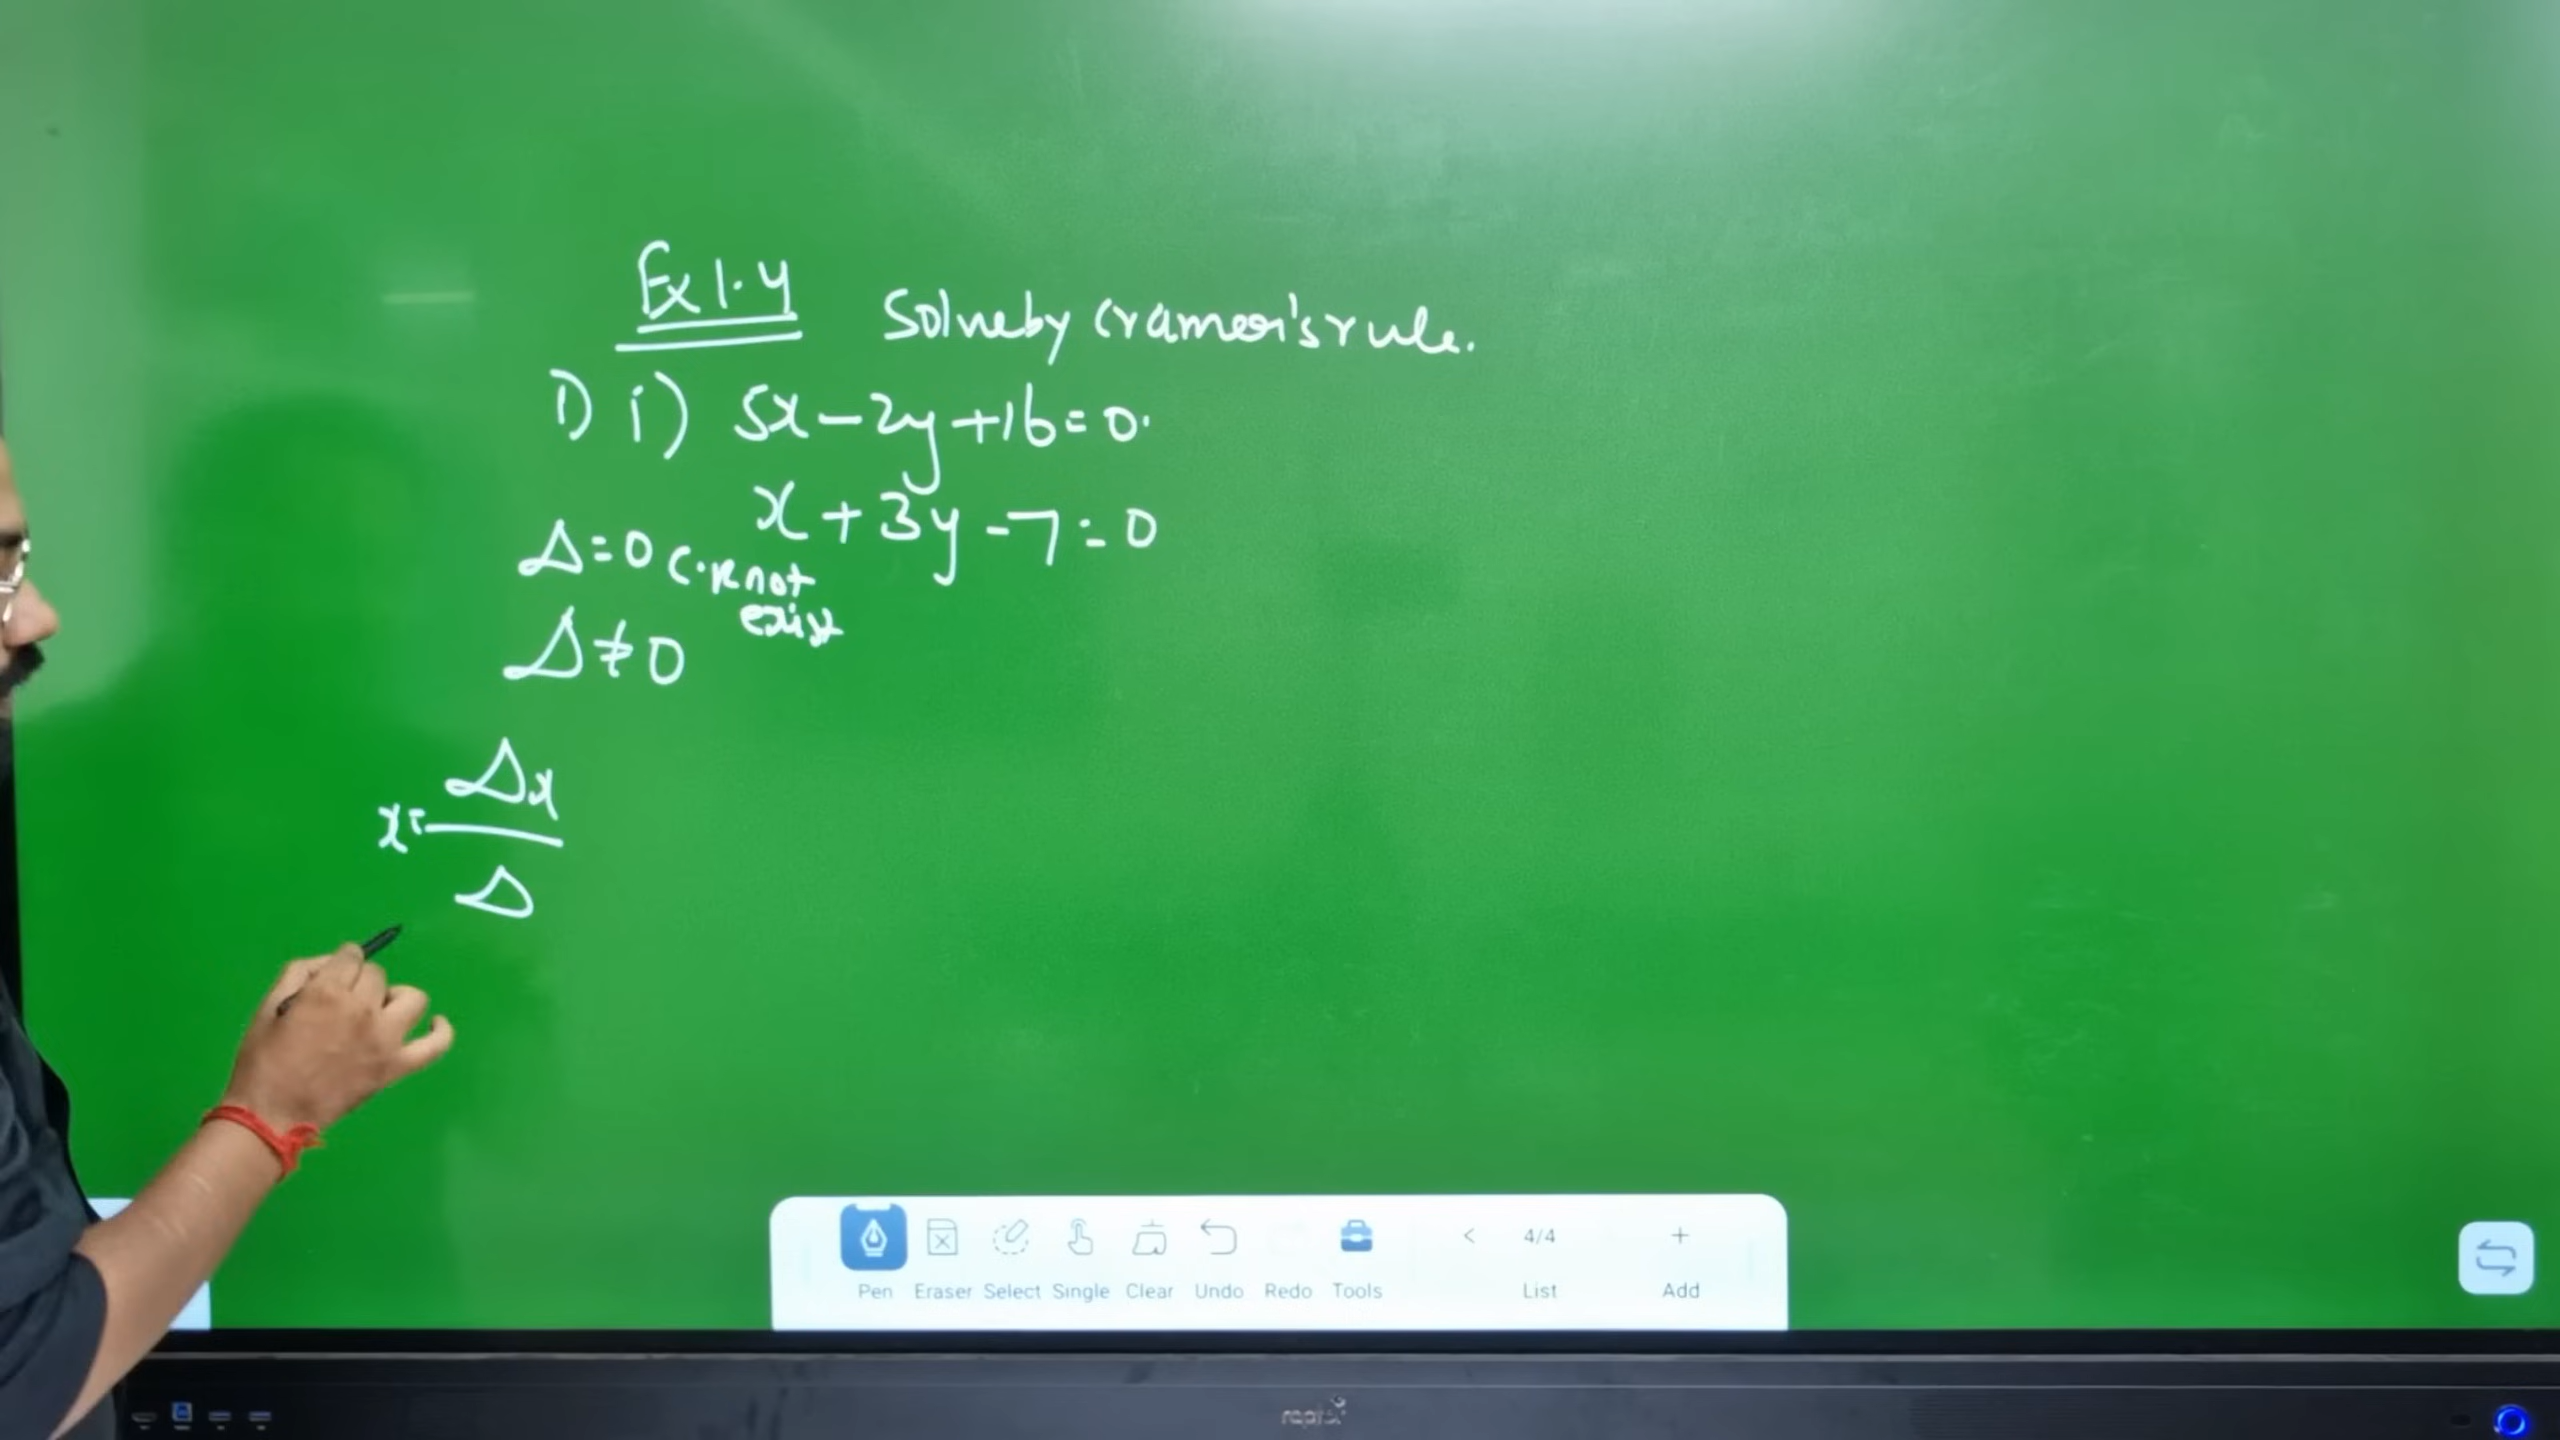 Ex 1.4 Solve by Cramer's rule.
1) i) 5x-2y+16=0.
x+3y-7=0
Δ=0 C.R not exist
Δ≠0
x= Δx
Δ
Pen Eraser Select Single Clear Undo Redo Tools < 4/4 List + Add